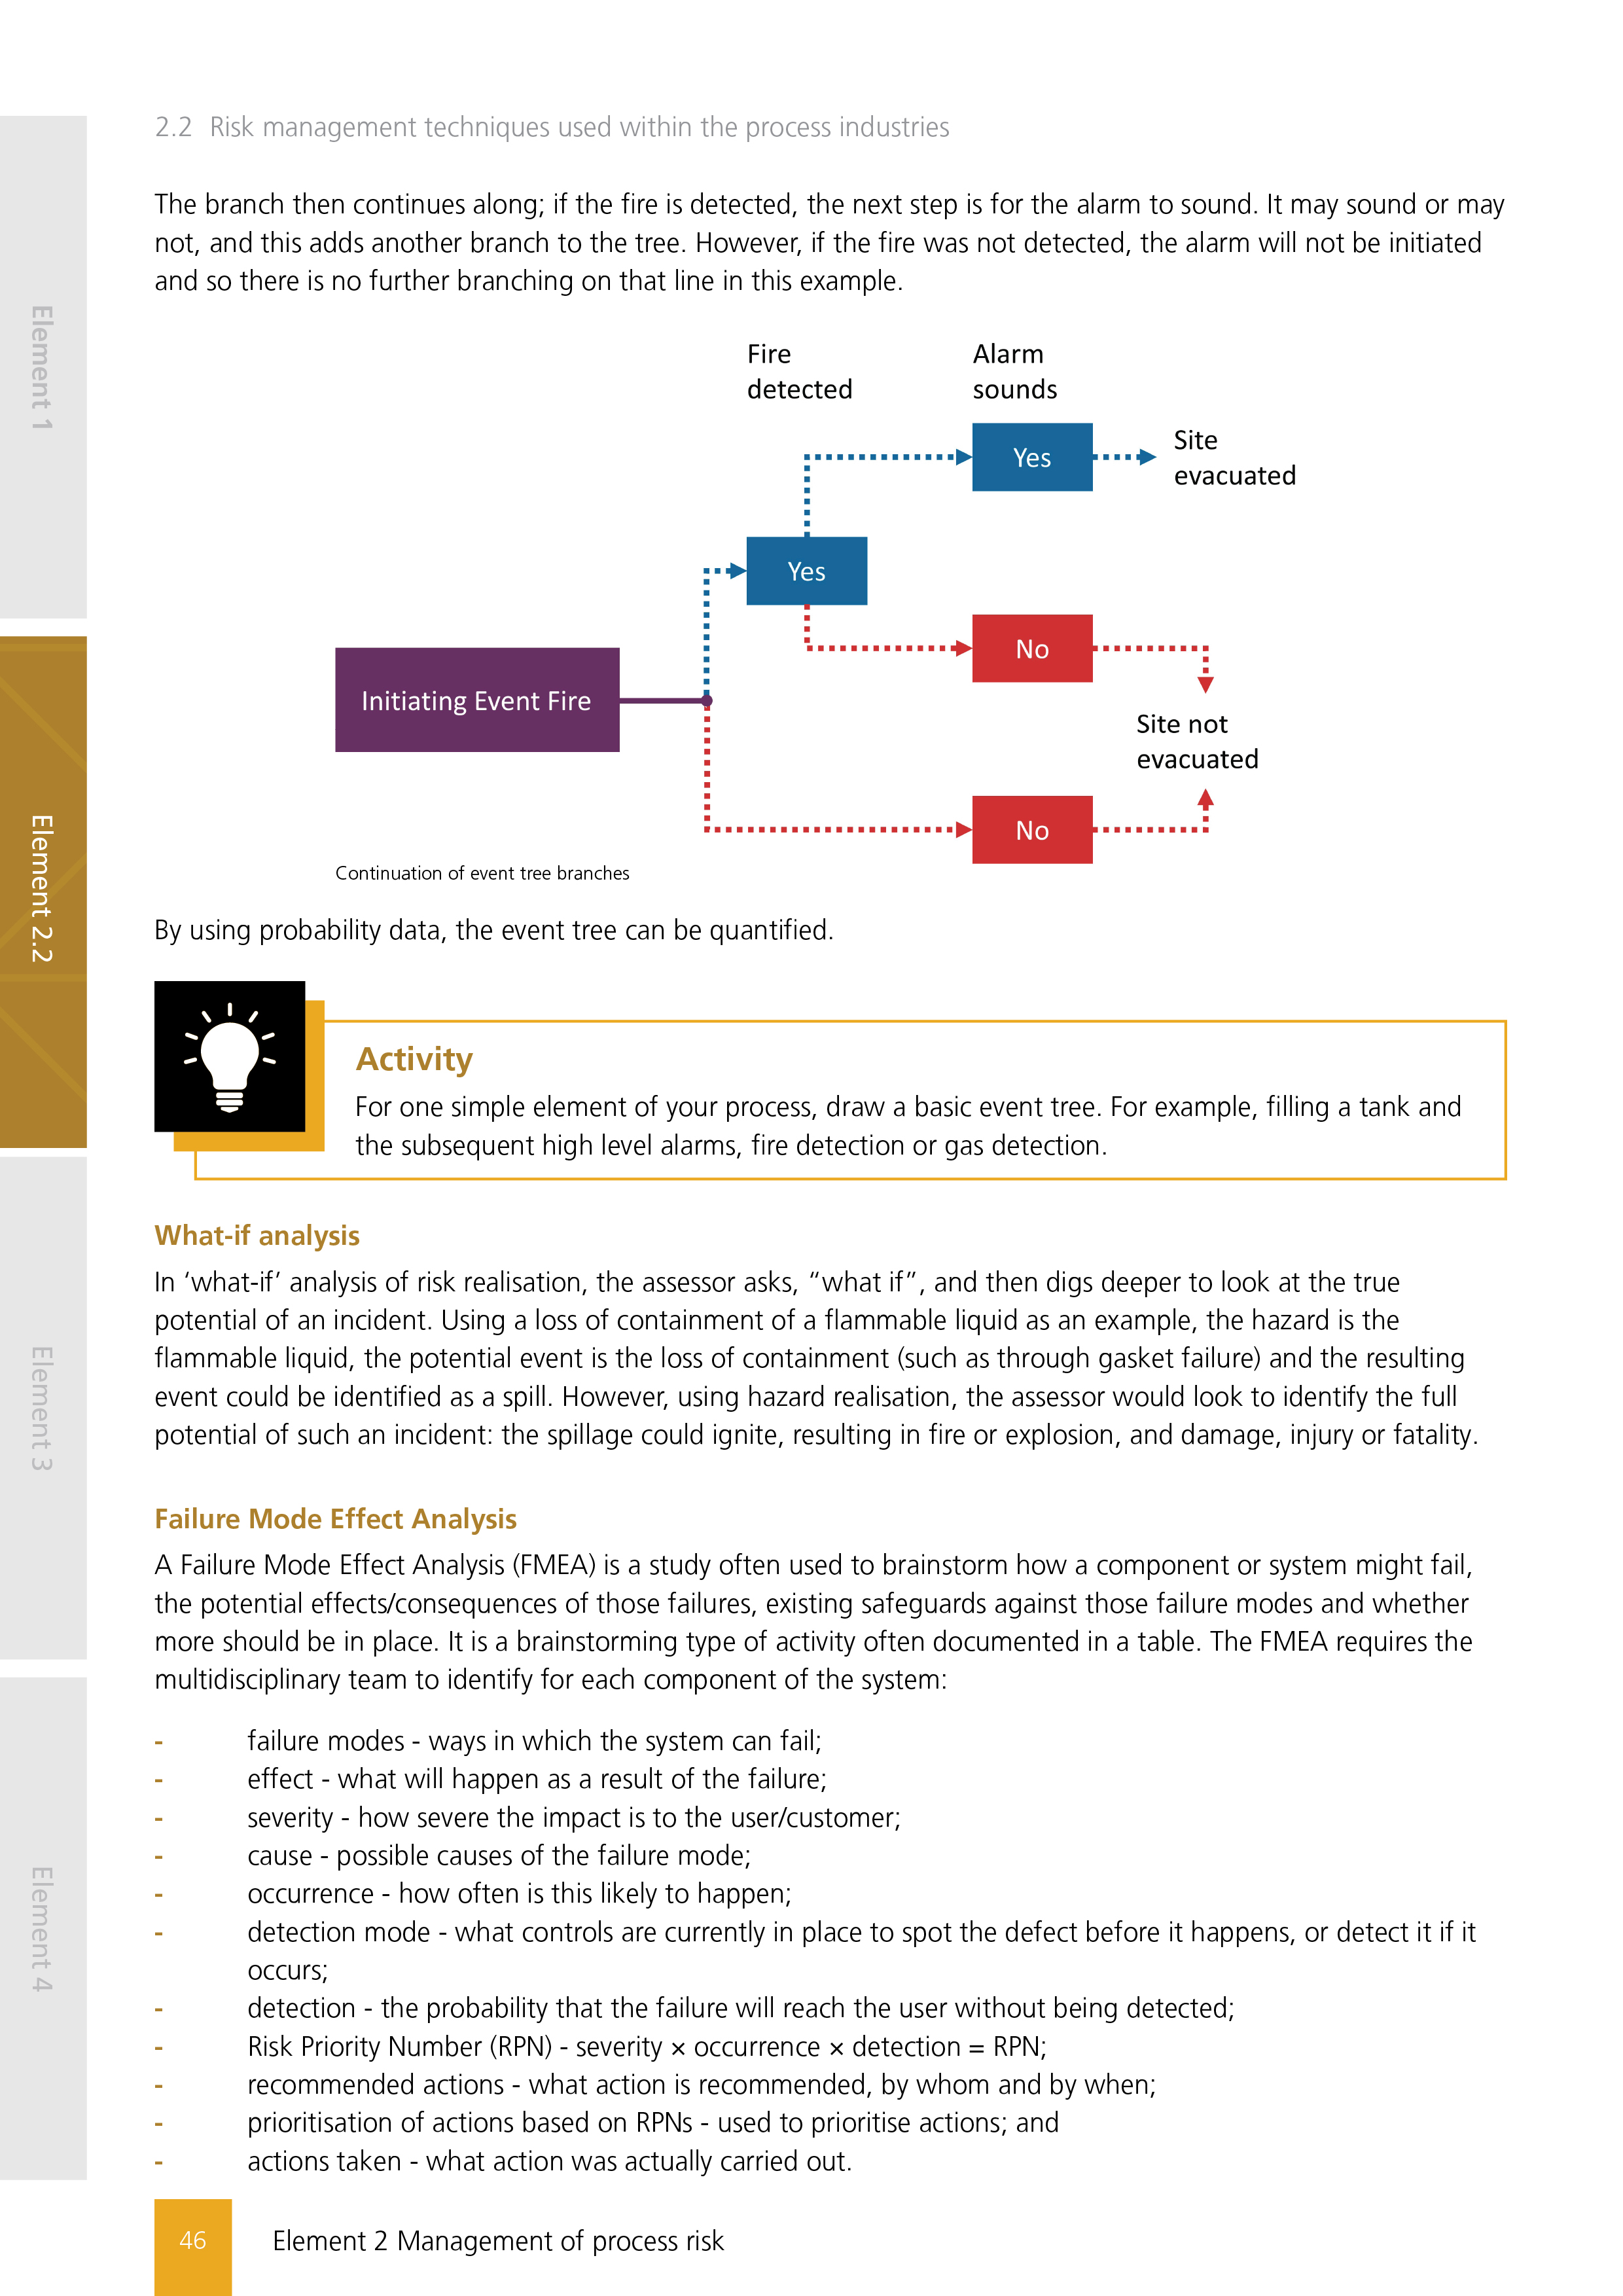 2.2 Risk management techniques used within the process industries
The branch then continues along; if the fire is detected, the next step is for the alarm to sound. It may sound or may
not, and this adds another branch to the tree. However, if the fire was not detected, the alarm will not be initiated
and so there is no further branching on that line in this example.
Fire
detected
Alarm
sounds
Yes
Site
evacuated
Yes
No
Initiating Event Fire
Site not
evacuated
No
Continuation of event tree branches
By using probability data, the event tree can be quantified.
Activity
For one simple element of your process, draw a basic event tree. For example, filling a tank and
the subsequent high level alarms, fire detection or gas detection.
What-if analysis
In ‘what-if’ analysis of risk realisation, the assessor asks, “what if”, and then digs deeper to look at the true
potential of an incident. Using a loss of containment of a flammable liquid as an example, the hazard is the
flammable liquid, the potential event is the loss of containment (such as through gasket failure) and the resulting
event could be identified as a spill. However, using hazard realisation, the assessor would look to identify the full
potential of such an incident: the spillage could ignite, resulting in fire or explosion, and damage, injury or fatality.
Failure Mode Effect Analysis
A Failure Mode Effect Analysis (FMEA) is a study often used to brainstorm how a component or system might fail,
the potential effects/consequences of those failures, existing safeguards against those failure modes and whether
more should be in place. It is a brainstorming type of activity often documented in a table. The FMEA requires the
multidisciplinary team to identify for each component of the system:
- failure modes - ways in which the system can fail;
- effect - what will happen as a result of the failure;
- severity - how severe the impact is to the user/customer;
- cause - possible causes of the failure mode;
- occurrence - how often is this likely to happen;
- detection mode - what controls are currently in place to spot the defect before it happens, or detect it if it
occurs;
- detection - the probability that the failure will reach the user without being detected;
- Risk Priority Number (RPN) - severity × occurrence × detection = RPN;
- recommended actions - what action is recommended, by whom and by when;
- prioritisation of actions based on RPNs - used to prioritise actions; and
- actions taken - what action was actually carried out.
46 Element 2 Management of process risk
Element 1
Element 2.2
Element 3
Element 4